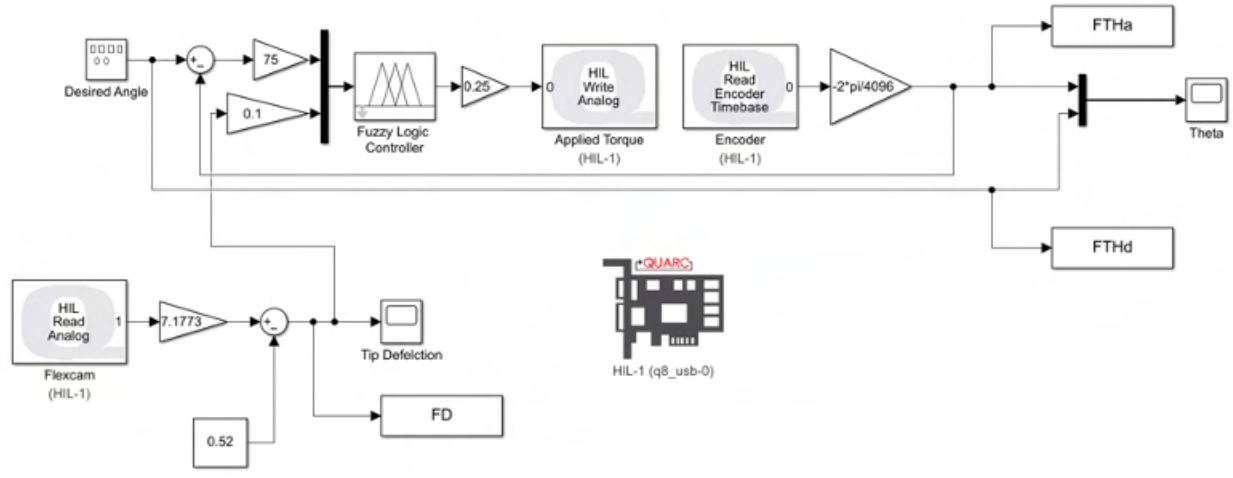 FTHa
+
-
75
HIL
Write
Analog
0
HIL
Read
Encoder
Timebase
0
-2*pi/4096
0.25
Desired Angle
0.1
Fuzzy Logic
Controller
Applied Torque
(HIL-1)
Encoder
(HIL-1)
Theta
FTHd
QUARC
HIL
Read
Analog
1
7.1773
+
-
Tip Defelction
HIL-1 (q8_usb-0)
Flexcam
(HIL-1)
FD
0.52